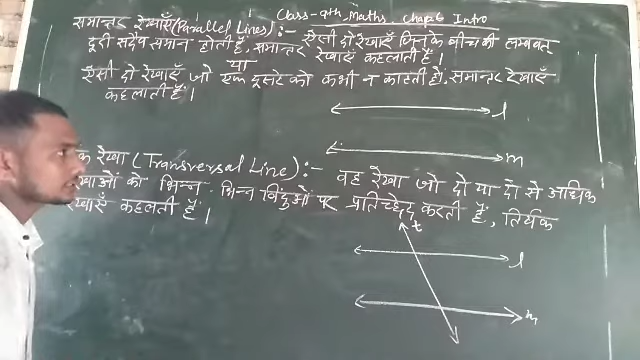 Class-9th, Maths, chap 6 Intro
समान्तर रेखाएँ (Parallel Lines):- ऐसी दो रेखाएँ जिनके बीच की लम्बवत्
दूरी सदैव समान होती है, समान्तर रेखाएँ कहलाती हैं।
या
ऐसी दो रेखाएँ जो एक दूसरे को कभी न काटती हों, समान्तर रेखाएँ
कहलाती हैं।
l
m
क रेखा (Transversal Line):- वह रेखा जो दो या दो से अधिक
खाओं को भिन्न भिन्न बिंदुओं पर प्रतिच्छेद करती है, तिर्यक
रेखाएँ कहलती हैं।
t
l
m